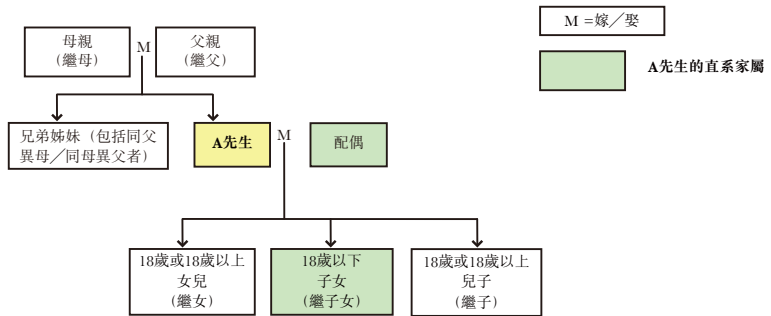 M =嫁／娶
A先生的直系家屬
母親
(繼母)
M
父親
(繼父)
兄弟姊妹（包括同父
異母／同母異父者）
A先生
M
配偶
18歲或18歲以上
女兒
(繼女)
18歲以下
子女
(繼子女)
18歲或18歲以上
兒子
(繼子)